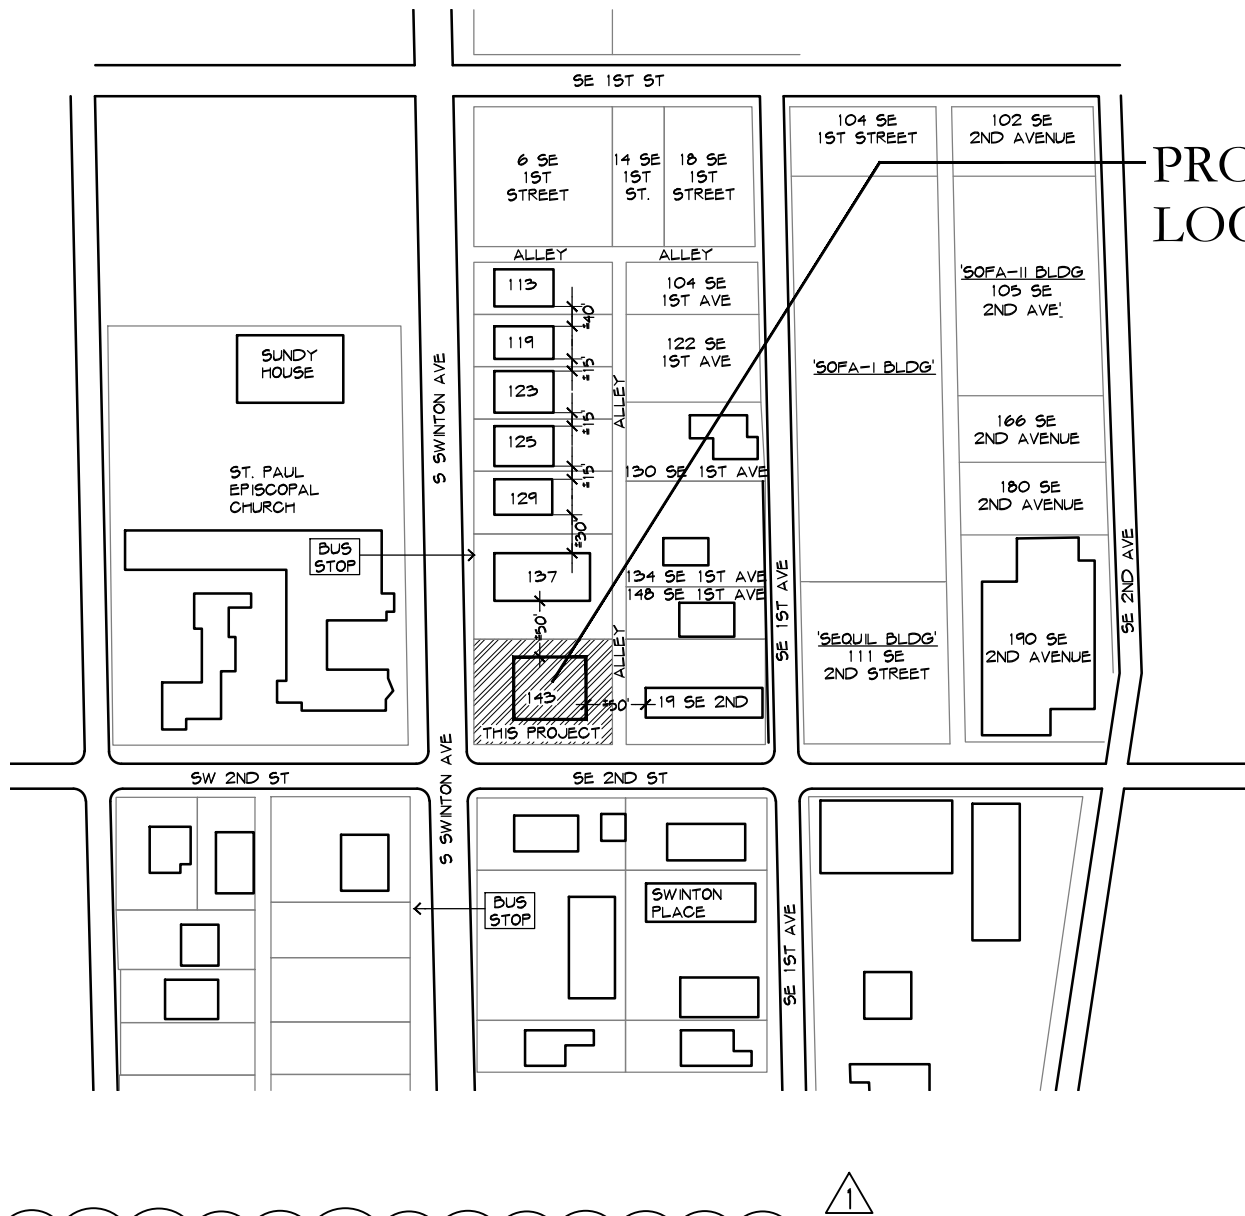 SE 1ST ST
6 SE
1ST
STREET
14 SE
1ST
ST.
18 SE
1ST
STREET
104 SE
1ST STREET
102 SE
2ND AVENUE
PRO
LOC
ALLEY
ALLEY
113
±40'
104 SE
1ST AVE
'SOFA-II BLDG
105 SE
2ND AVE'
SUNDY
HOUSE
S SWINTON AVE
119
±15'
122 SE
1ST AVE
'SOFA-I BLDG'
123
±15'
ALLEY
125
±15'
166 SE
2ND AVENUE
130 SE 1ST AVE
ST. PAUL
EPISCOPAL
CHURCH
129
±30'
180 SE
2ND AVENUE
BUS
STOP
137
134 SE 1ST AVE
148 SE 1ST AVE
SE 1ST AVE
SE 2ND AVE
±50'
ALLEY
'SEQUIL BLDG'
111 SE
2ND STREET
190 SE
2ND AVENUE
143
±50'
19 SE 2ND
THIS PROJECT
SW 2ND ST
S SWINTON AVE
SE 2ND ST
BUS
STOP
SWINTON
PLACE
SE 1ST AVE
1